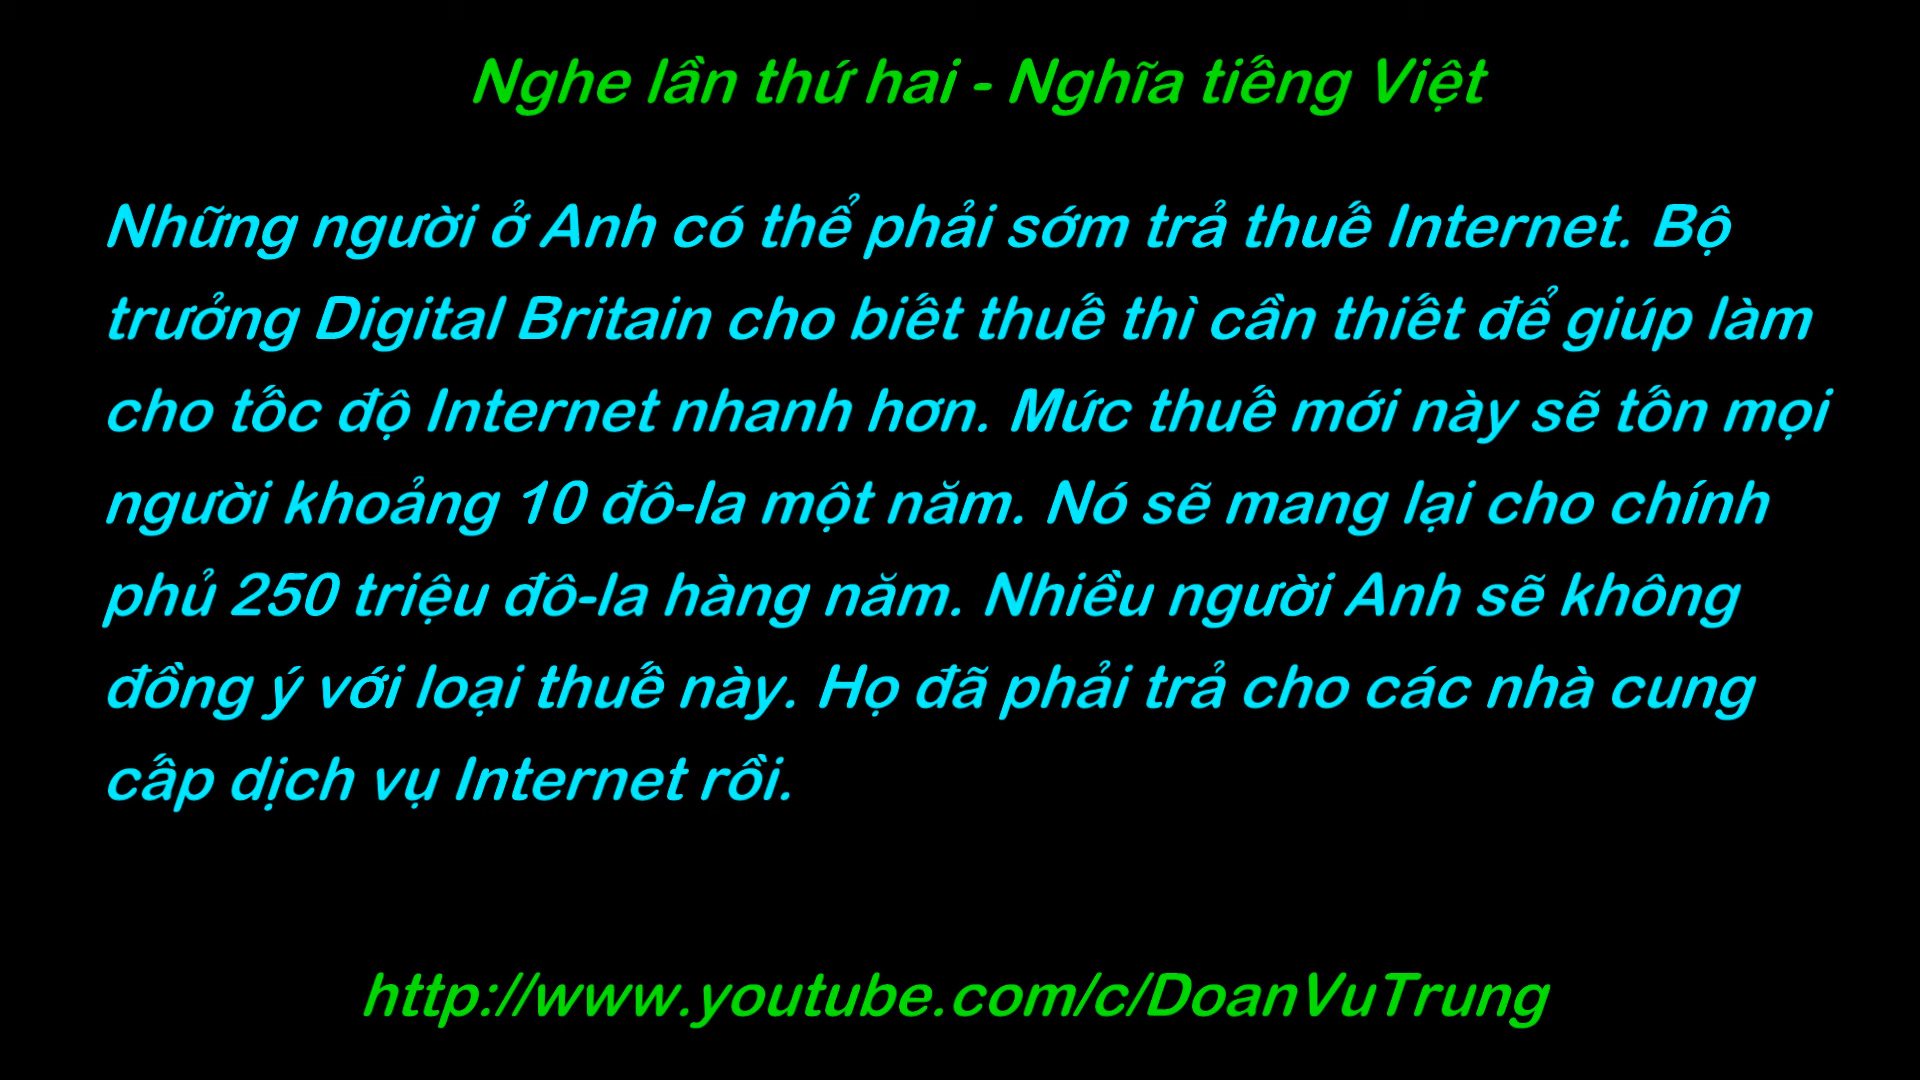 Nghe lần thứ hai - Nghĩa tiếng Việt
Những người ở Anh có thể phải sớm trả thuế Internet. Bộ
trưởng Digital Britain cho biết thuế thì cần thiết để giúp làm
cho tốc độ Internet nhanh hơn. Mức thuế mới này sẽ tốn mọi
người khoảng 10 đô-la một năm. Nó sẽ mang lại cho chính
phủ 250 triệu đô-la hàng năm. Nhiều người Anh sẽ không
đồng ý với loại thuế này. Họ đã phải trả cho các nhà cung
cấp dịch vụ Internet rồi.
http://www.youtube.com/c/DoanVuTrung